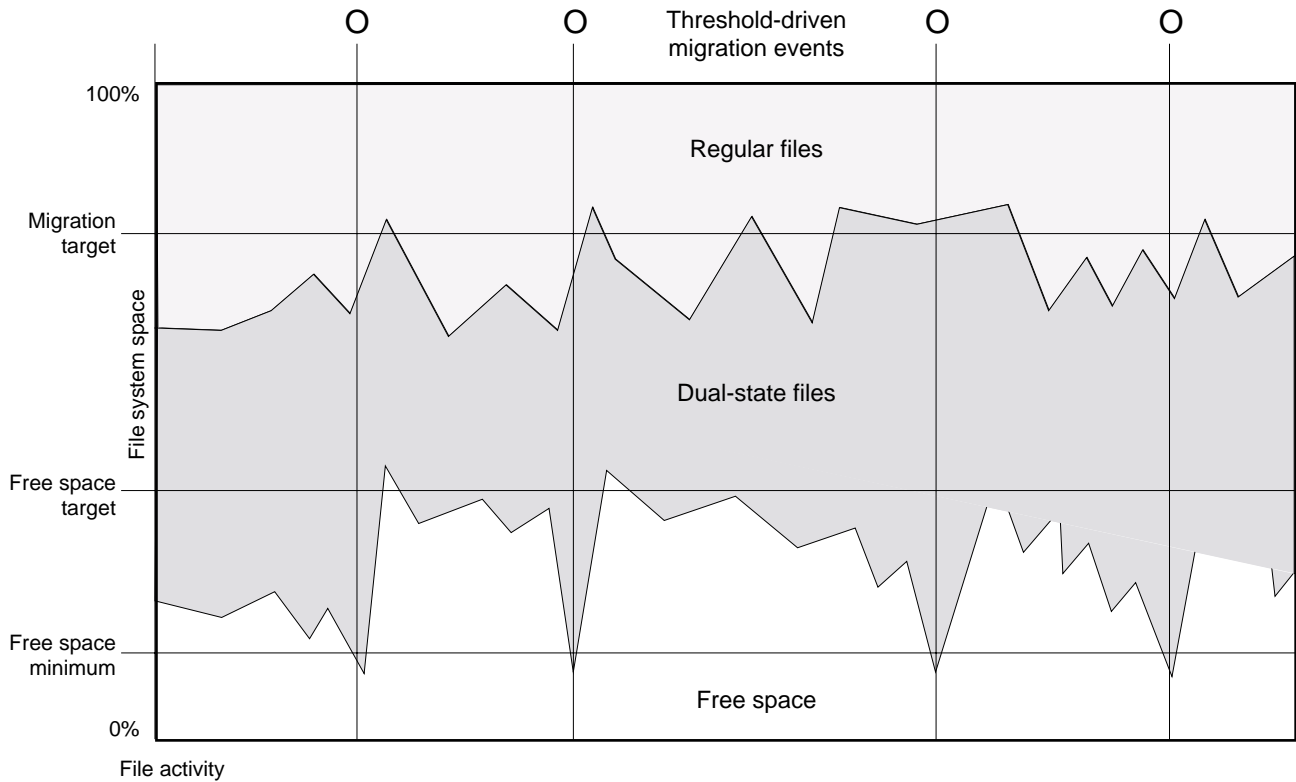 O O Threshold-driven O O
migration events
100%
Regular files
Migration
target
File system space
Dual-state files
Free space
target
Free space
minimum
Free space
0%
File activity